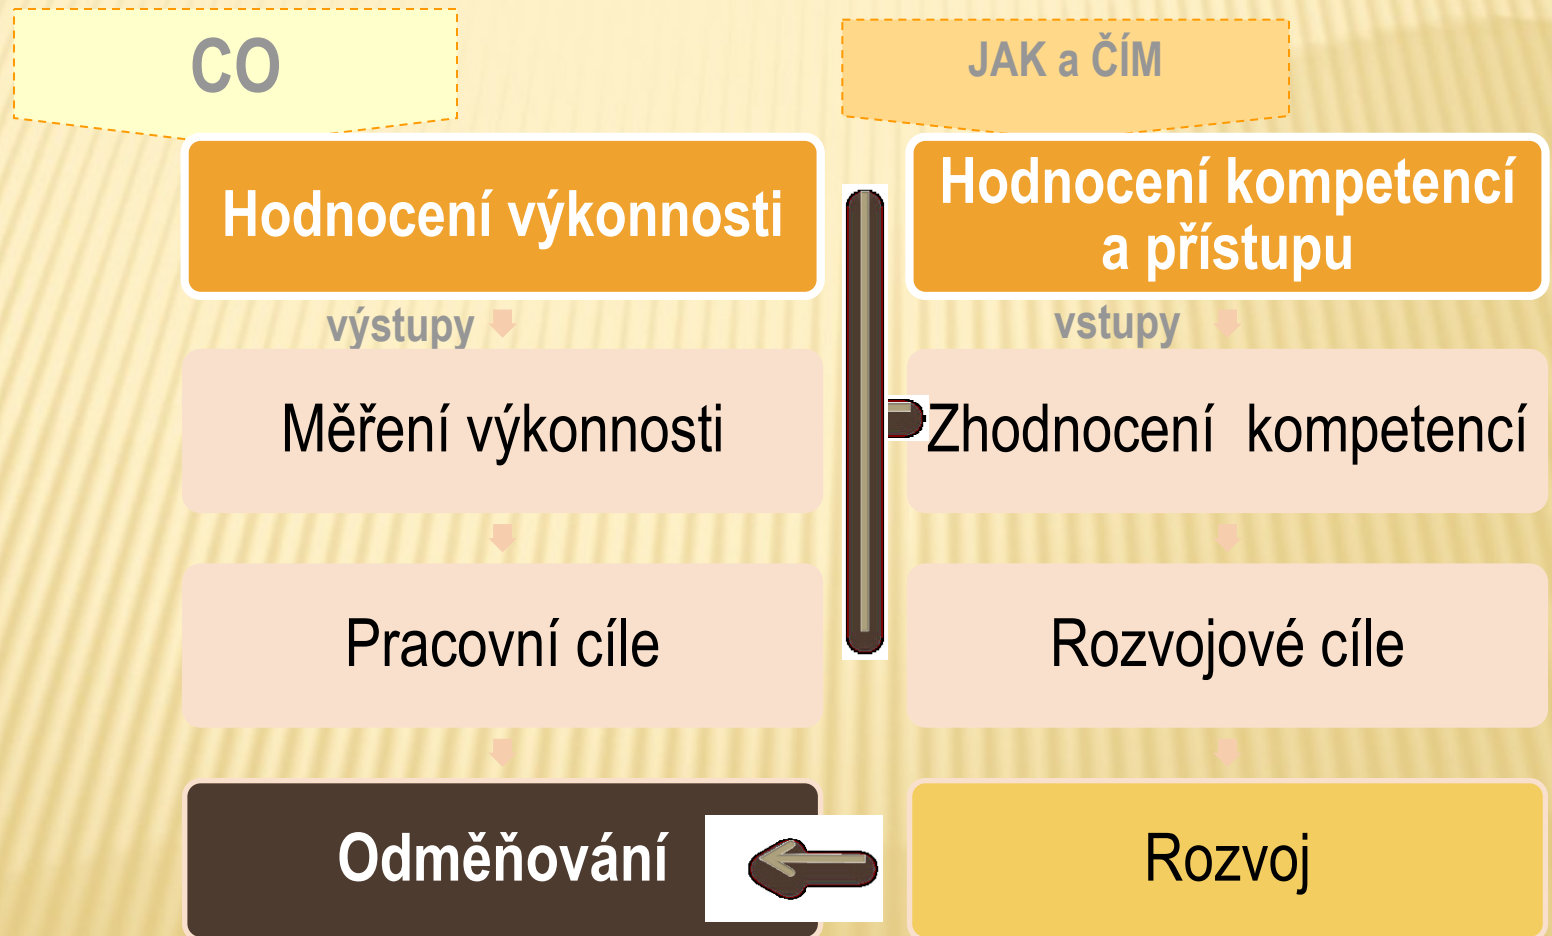 CO
Hodnocení výkonnosti
výstupy
Měření výkonnosti
Pracovní cíle
Odměňování
JAK a ČÍM
Hodnocení kompetencí
a přístupu
vstupy
Zhodnocení kompetencí
Rozvojové cíle
Rozvoj